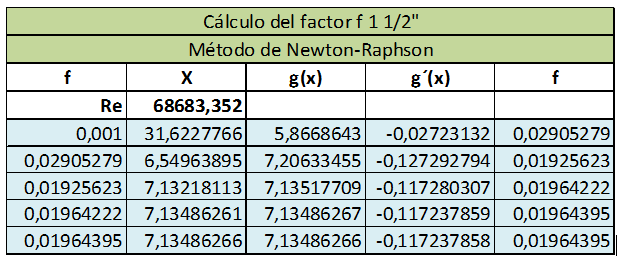 Cálculo del factor f 1 1/2"
Método de Newton-Raphson
f X g(x) g´(x) f
Re 68683,352
0,001 31,6227766 5,8668643 -0,02723132 0,02905279
0,02905279 6,54963895 7,20633455 -0,127292794 0,01925623
0,01925623 7,13218113 7,13517709 -0,117280307 0,01964222
0,01964222 7,13486261 7,13486267 -0,117237859 0,01964395
0,01964395 7,13486266 7,13486266 -0,117237858 0,01964395